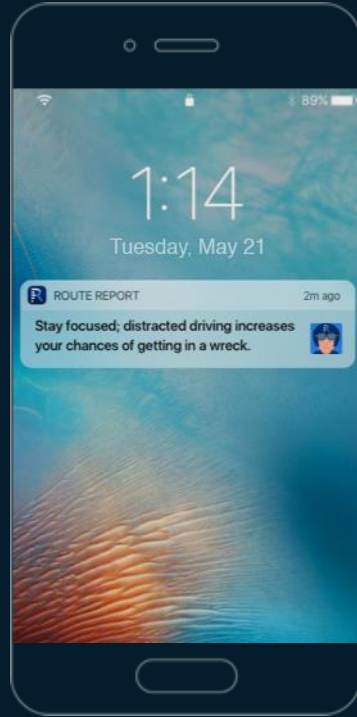 89%
1:14
Tuesday, May 21
ROUTE REPORT 2m ago
Stay focused; distracted driving increases
your chances of getting in a wreck.